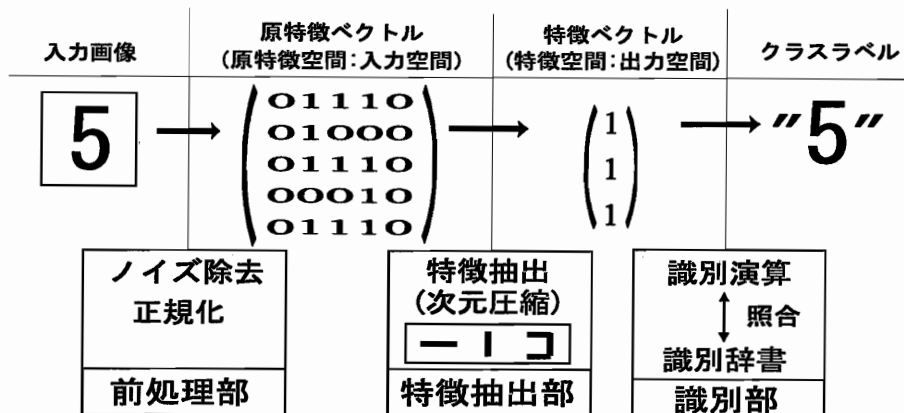 入力画像
原特徴ベクトル
(原特徴空間:入力空間)
特徴ベクトル
(特徴空間:出力空間)
クラスラベル
5
01110
01000
01110
00010
01110
1
1
1
"5"
ノイズ除去
正規化
前処理部
特徴抽出
(次元圧縮)
ー I コ
特徴抽出部
識別演算
照合
識別辞書
識別部